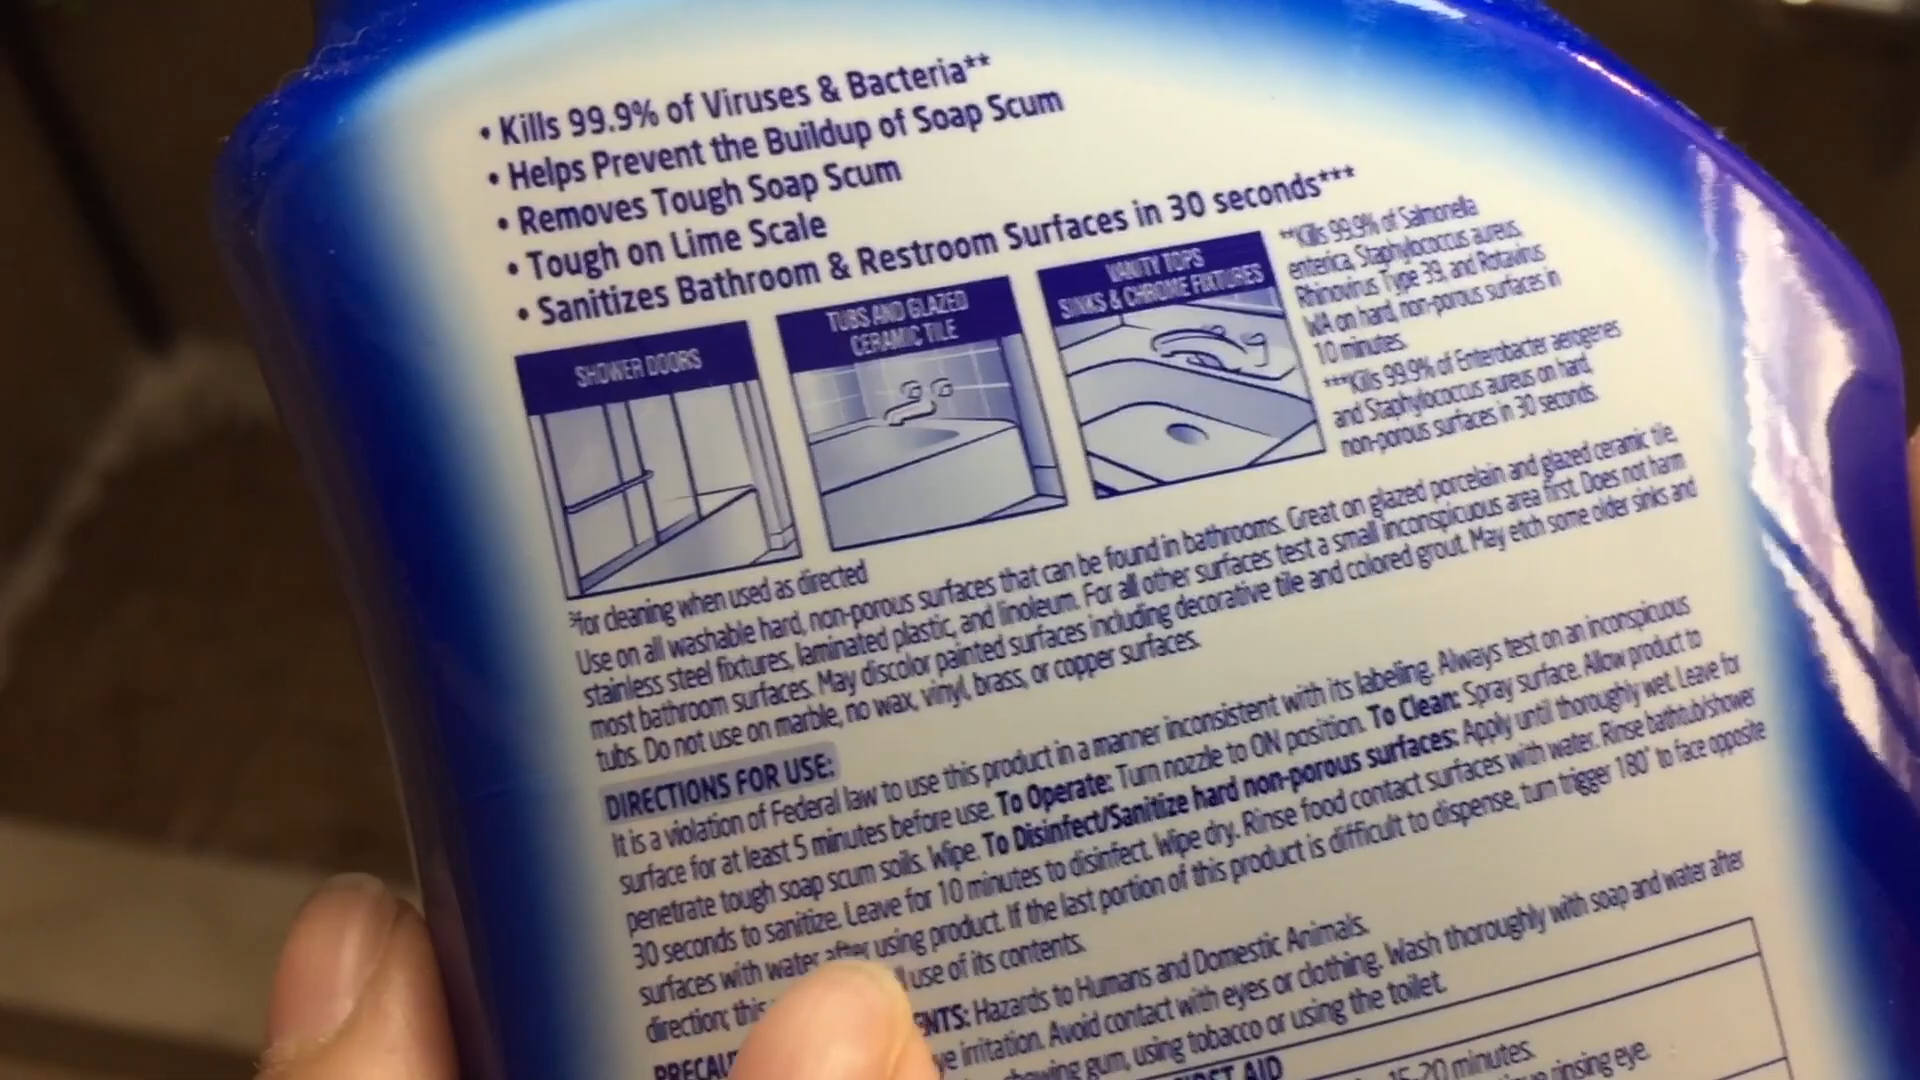 • Kills 99.9% of Viruses & Bacteria**
• Helps Prevent the Buildup of Soap Scum
• Removes Tough Soap Scum
• Tough on Lime Scale
• Sanitizes Bathroom & Restroom Surfaces in 30 seconds***
SHOWER DOORS
TUBS AND GLAZED
CERAMIC TILE
VANITY TOPS
SINKS & CHROME FIXTURES
**Kills 99.9% of Salmonella
enterica, Staphylococcus aureus,
Rhinovirus Type 39, and Rotavirus
WA on hard, non-porous surfaces in
10 minutes.
***Kills 99.9% of Enterobacter aerogenes
and Staphylococcus aureus on hard,
non-porous surfaces in 30 seconds.
*for cleaning when used as directed
Use on all washable hard, non-porous surfaces that can be found in bathrooms. Great on glazed porcelain and glazed ceramic tile,
stainless steel fixtures, laminated plastic, and linoleum. For all other surfaces test a small inconspicuous area first. Does not harm
most bathroom surfaces. May discolor painted surfaces including decorative tile and colored grout. May etch some older sinks and
tubs. Do not use on marble, no wax, vinyl, brass, or copper surfaces.
DIRECTIONS FOR USE:
It is a violation of Federal law to use this product in a manner inconsistent with its labeling. Always test on an inconspicuous
surface for at least 5 minutes before use. To Operate: Turn nozzle to ON position. To Clean: Spray surface. Allow product to
penetrate tough soap scum soils. Wipe. To Disinfect/Sanitize hard non-porous surfaces: Apply until thoroughly wet. Leave for
30 seconds to sanitize. Leave for 10 minutes to disinfect. Wipe dry. Rinse food contact surfaces with water. Rinse bathtub/shower
surfaces with water after using product. If the last portion of this product is difficult to dispense, turn trigger 180° to face opposite
direction; this use of its contents.
Hazards to Humans and Domestic Animals.
irritation. Avoid contact with eyes or clothing. Wash thoroughly with soap and water after
chewing gum, using tobacco or using the toilet.
FIRST AID
15-20 minutes.
rinsing eye.